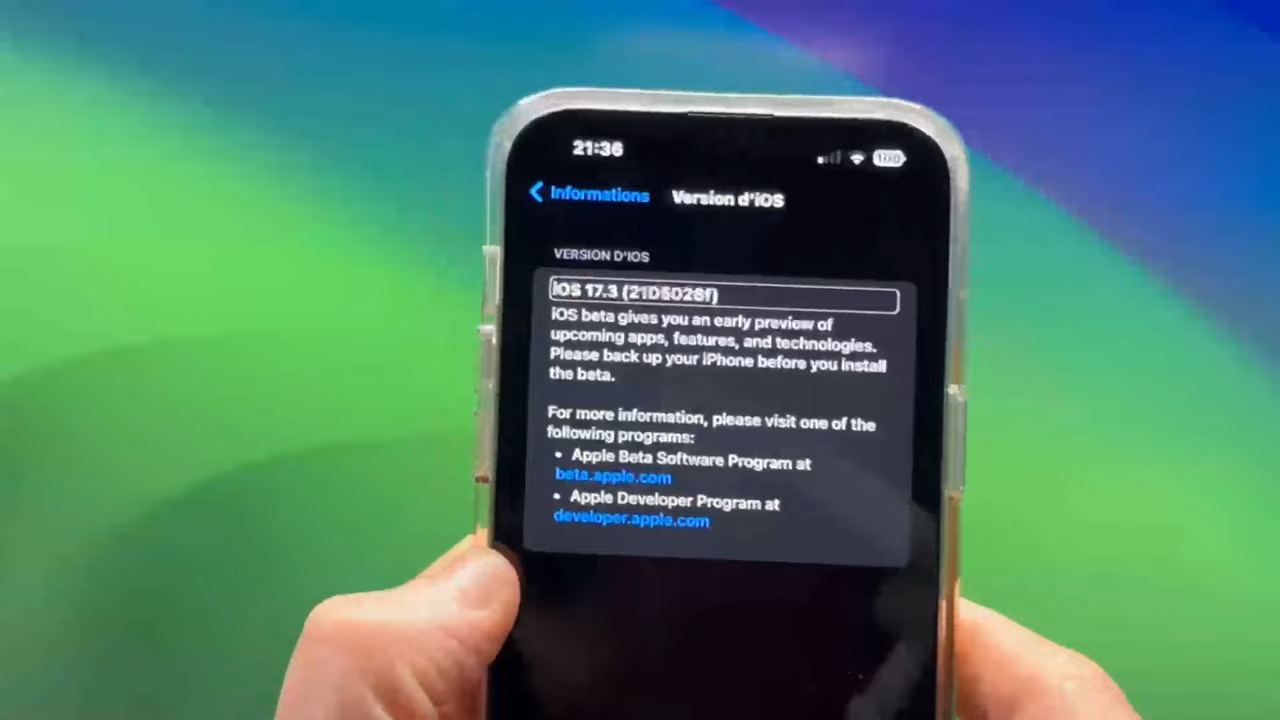 21:36
100
Informations
Version d'iOS
VERSION D'IOS
iOS 17.3 (21D5026f)
iOS beta gives you an early preview of
upcoming apps, features, and technologies.
Please back up your iPhone before you install
the beta.
For more information, please visit one of the
following programs:
• Apple Beta Software Program at
beta.apple.com
• Apple Developer Program at
developer.apple.com